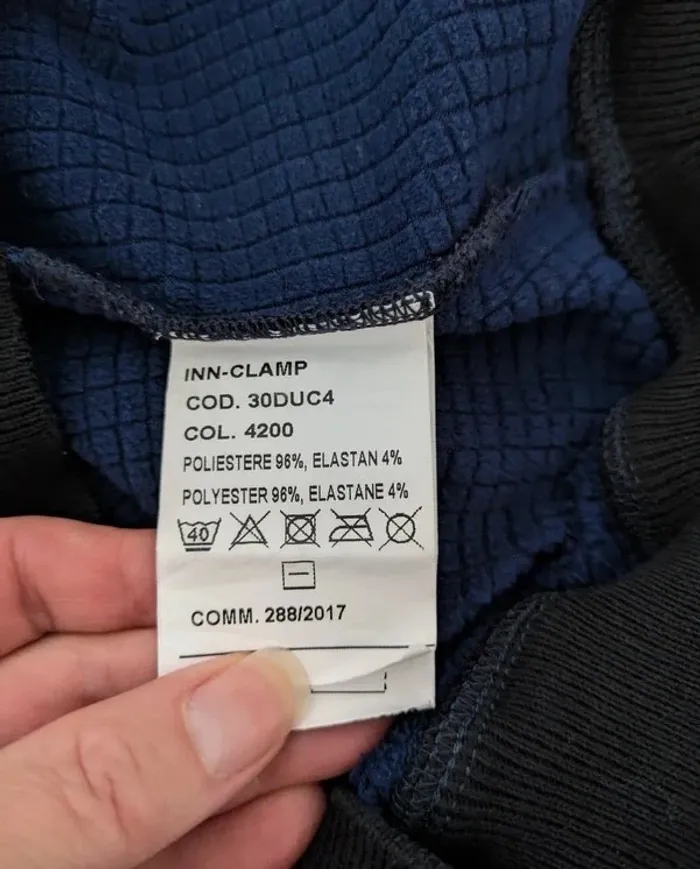 INN-CLAMP
COD. 30DUC4
COL. 4200
POLIESTERE 96%, ELASTAN 4%
POLYESTER 96%, ELASTANE 4%
40
COMM. 288/2017